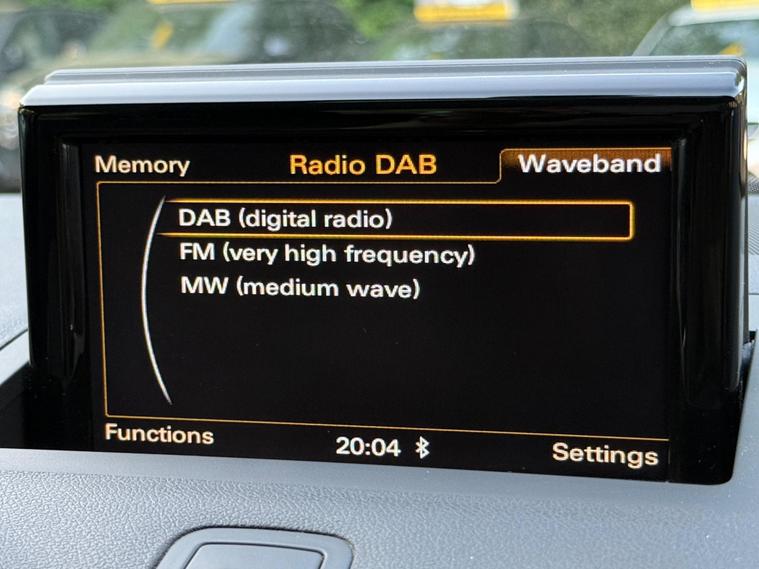 Memory
Radio DAB
Waveband
DAB (digital radio)
FM (very high frequency)
MW (medium wave)
Functions
20:04
Settings